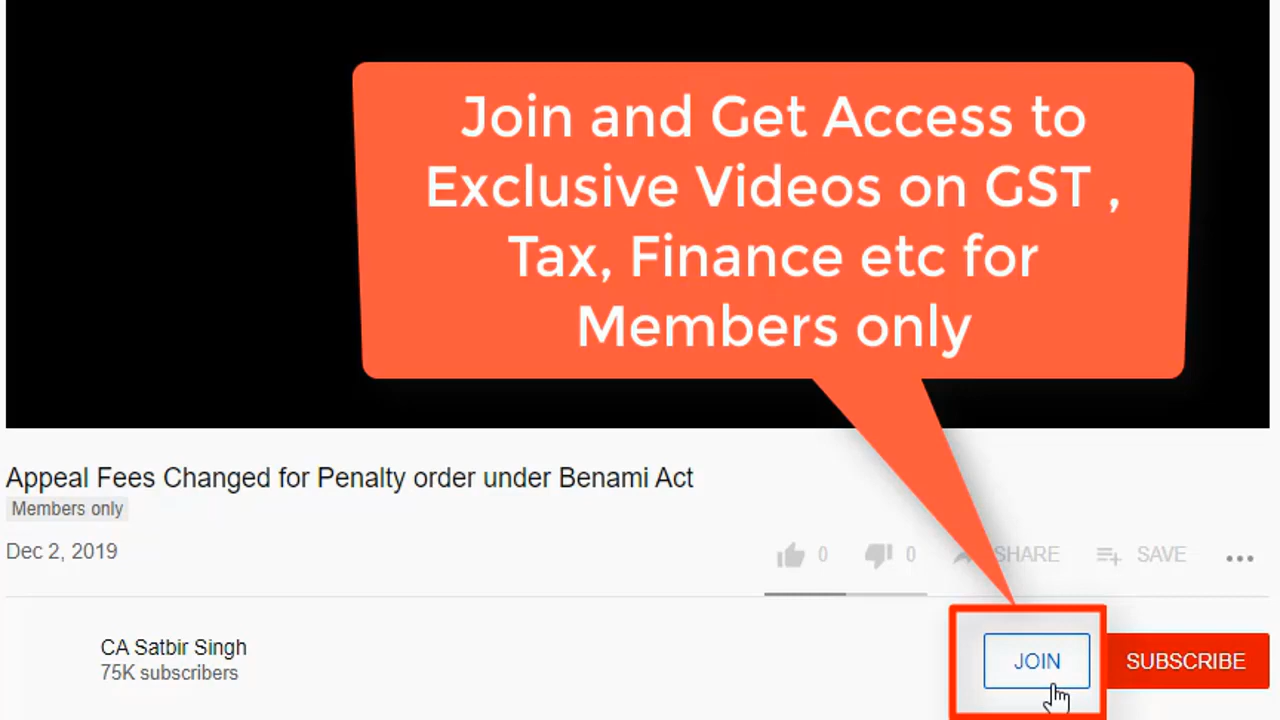 Join and Get Access to
Exclusive Videos on GST ,
Tax, Finance etc for
Members only
Appeal Fees Changed for Penalty order under Benami Act
Members only
Dec 2, 2019
0 0 SHARE SAVE
CA Satbir Singh
75K subscribers
JOIN SUBSCRIBE